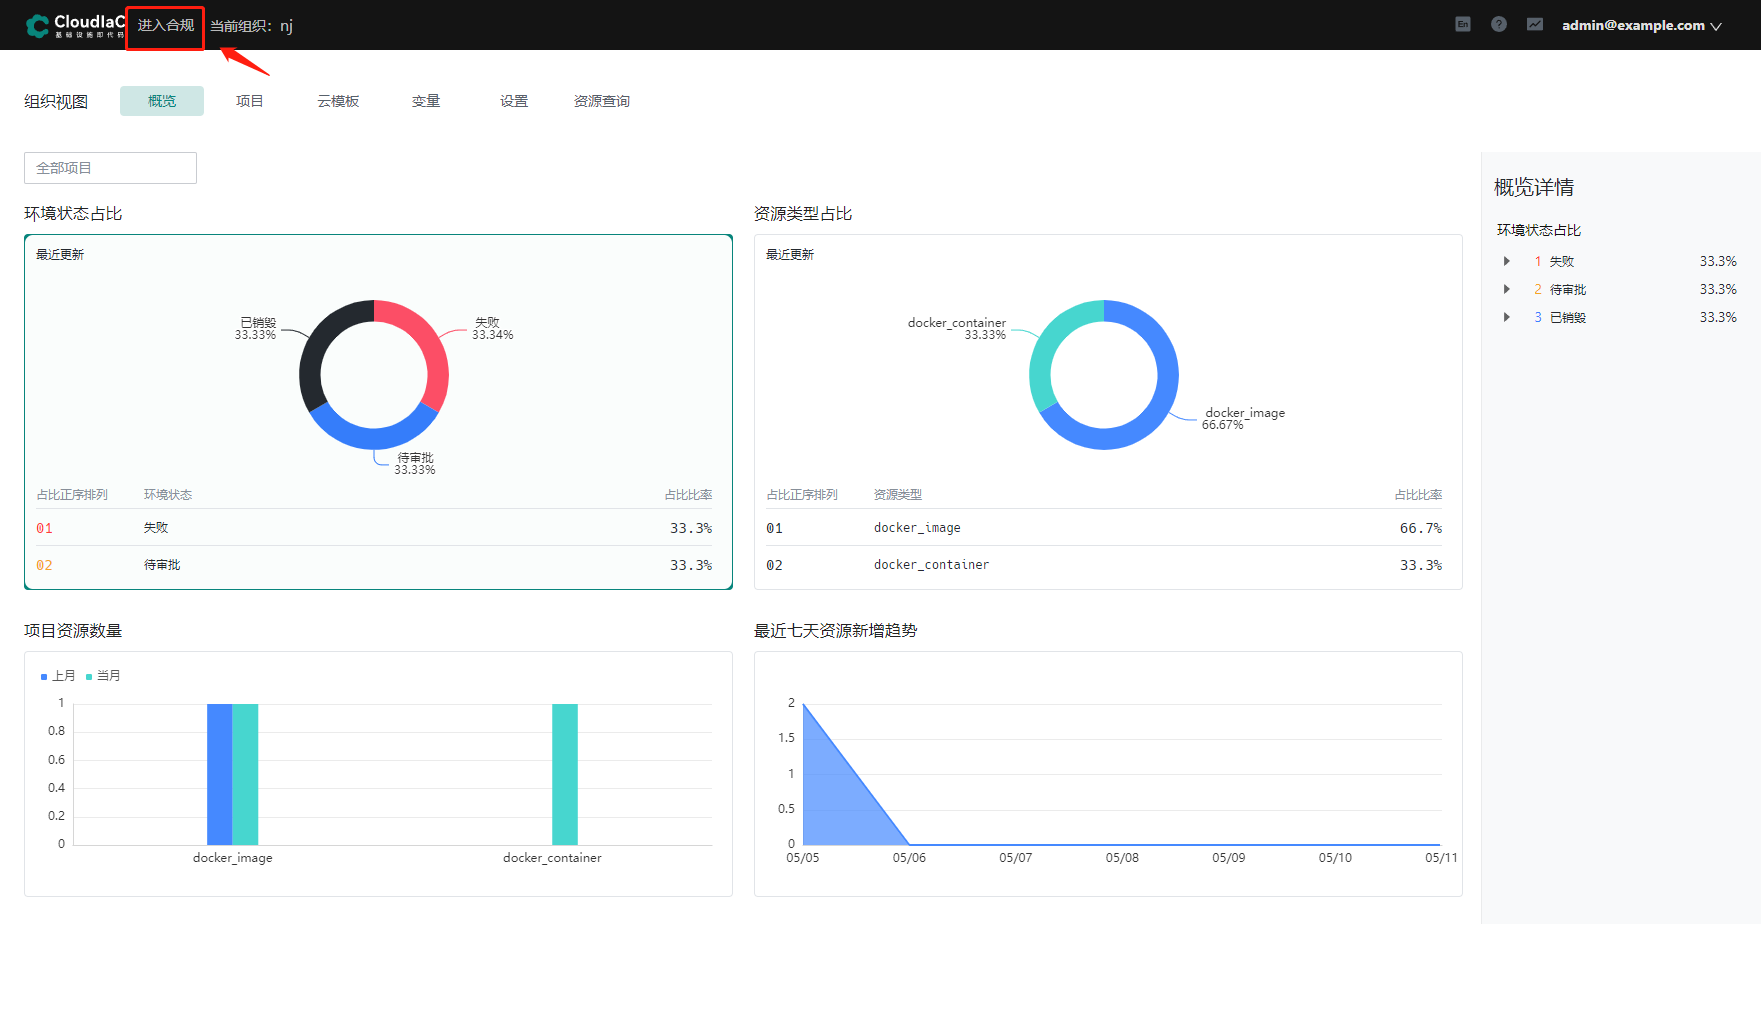 CloudIaC
基础设施即代码
进入合规
当前组织：nj
En
?
admin@example.com
组织视图
概览
项目
云模板
变量
设置
资源查询
全部项目
环境状态占比
最近更新
已销毁
33.33%
失败
33.34%
待审批
33.33%
占比正序排列 环境状态 占比比率
01 失败 33.3%
02 待审批 33.3%
资源类型占比
最近更新
docker_container
33.33%
docker_image
66.67%
占比正序排列 资源类型 占比比率
01 docker_image 66.7%
02 docker_container 33.3%
项目资源数量
上月 当月
1
0.8
0.6
0.4
0.2
0
docker_image docker_container
最近七天资源新增趋势
2
1.5
1
0.5
0
05/05 05/06 05/07 05/08 05/09 05/10 05/11
概览详情
环境状态占比
1 失败 33.3%
2 待审批 33.3%
3 已销毁 33.3%